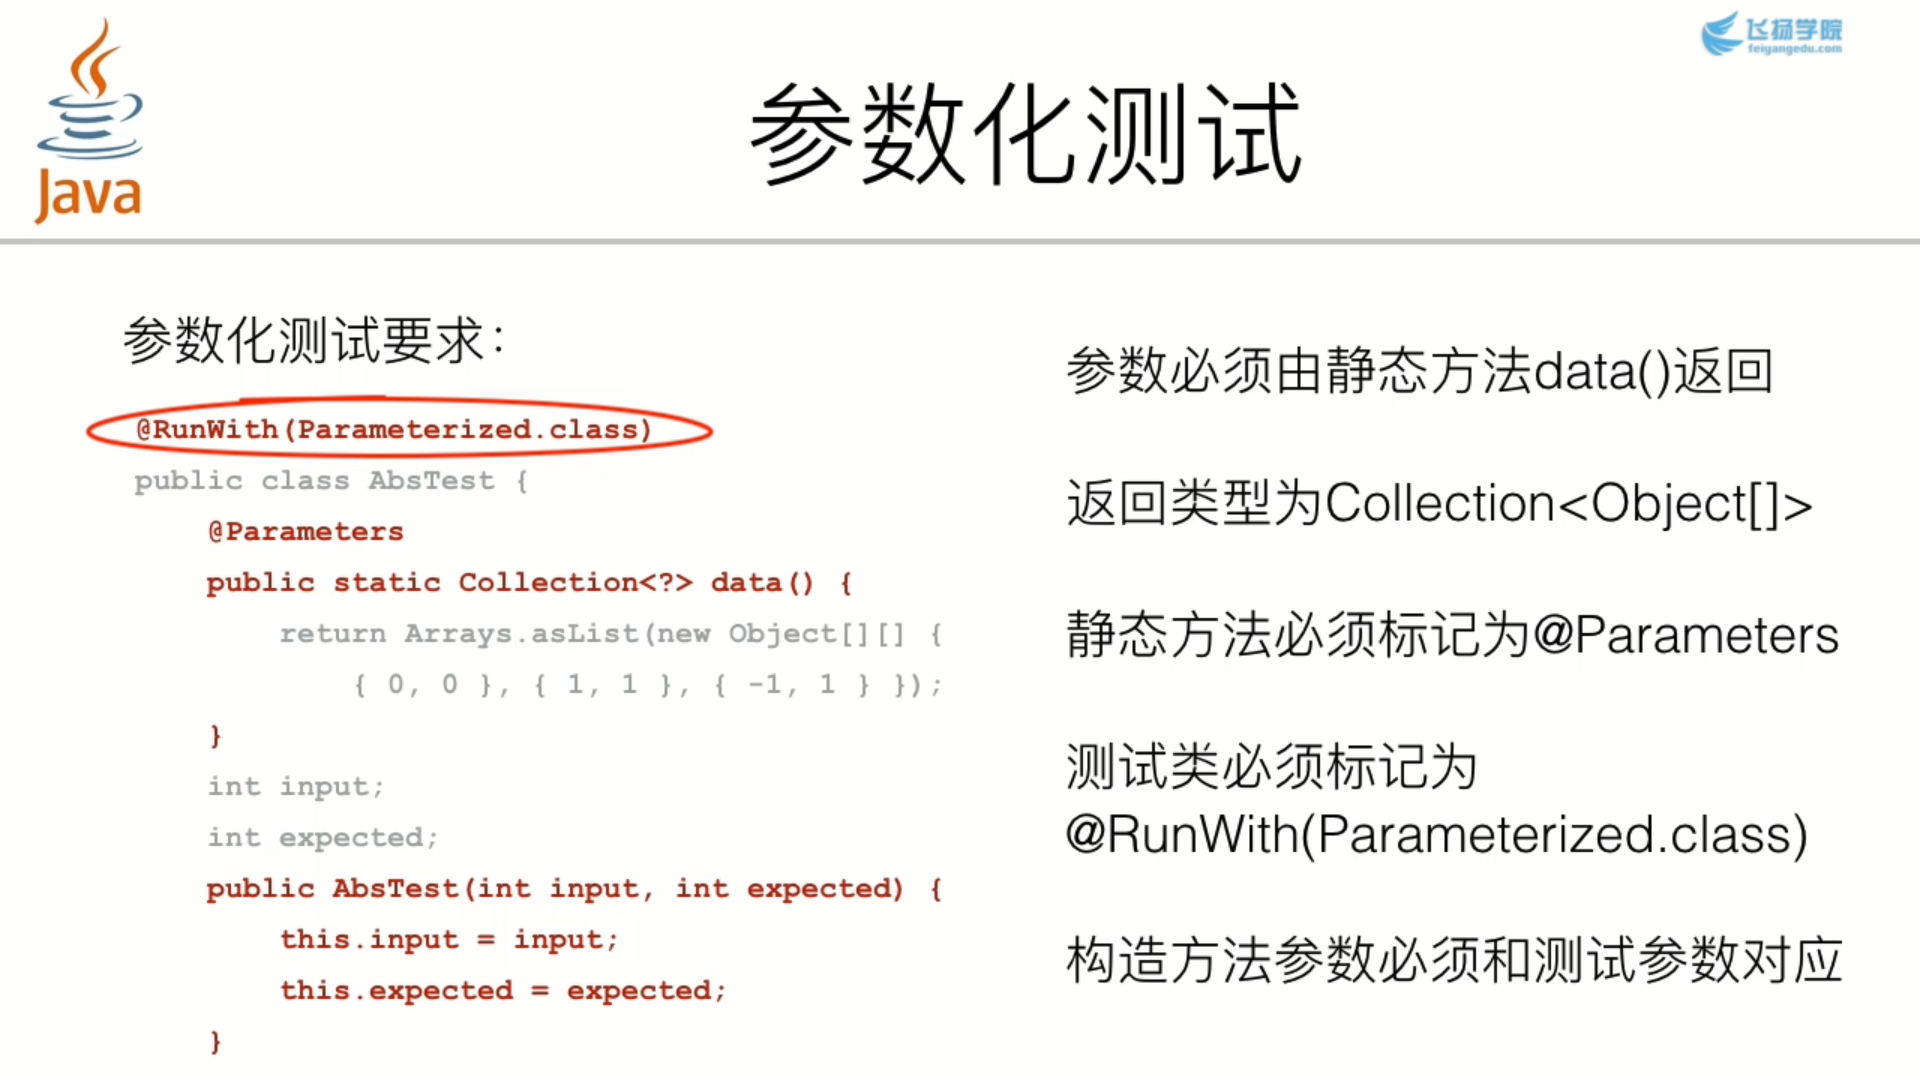 Java
飞扬学院
feiyangedu.com
参数化测试
参数化测试要求：
@RunWith(Parameterized.class)
public class AbsTest {
@Parameters
public static Collection<?> data() {
return Arrays.asList(new Object[][] {
{ 0, 0 }, { 1, 1 }, { -1, 1 } });
}
int input;
int expected;
public AbsTest(int input, int expected) {
this.input = input;
this.expected = expected;
}
参数必须由静态方法data()返回
返回类型为Collection<Object[]>
静态方法必须标记为@Parameters
测试类必须标记为
@RunWith(Parameterized.class)
构造方法参数必须和测试参数对应